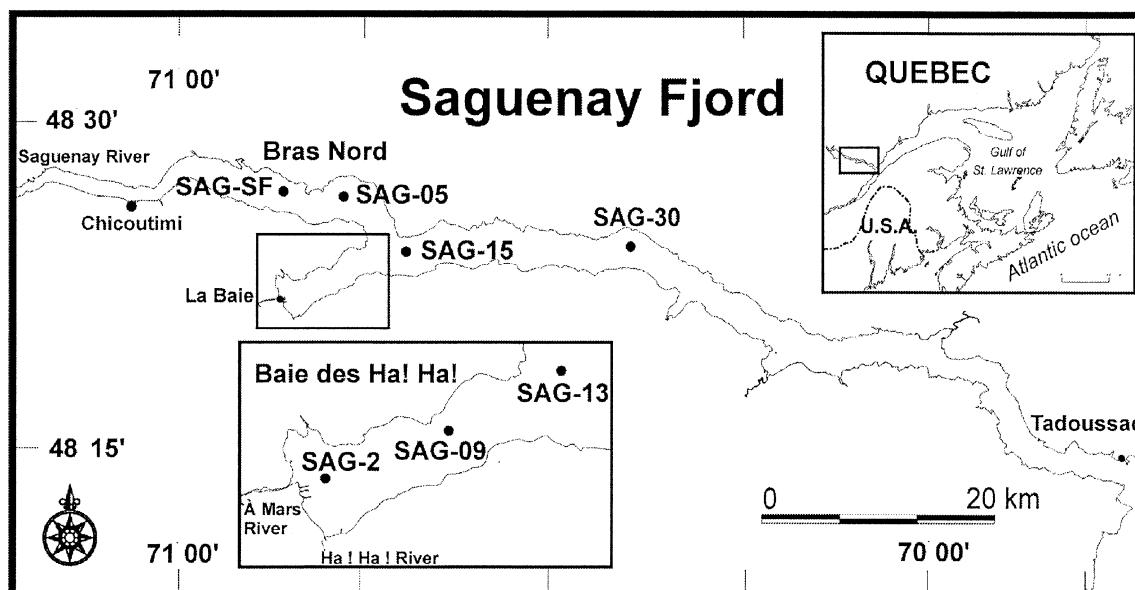 71 00'
Saguenay Fjord
QUEBEC
48 30'
Saguenay River
Bras Nord
SAG-SF
SAG-05
Chicoutimi
SAG-30
SAG-15
La Baie
Gulf of
St. Lawrence
U.S.A.
Atlantic ocean
Baie des Ha! Ha!
SAG-13
SAG-09
SAG-2
À Mars
River
Ha ! Ha ! River
48 15'
Tadoussac
0 20 km
71 00'
70 00'